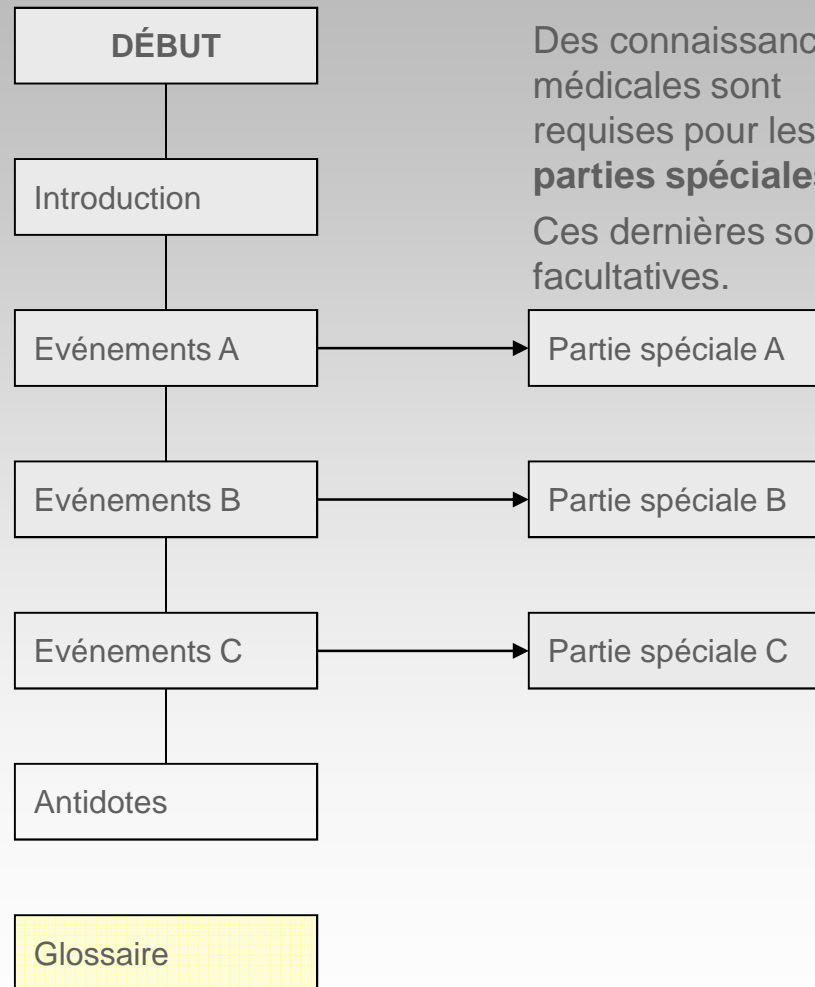 DÉBUT
Introduction
Des connaissanc
médicales sont
requises pour les
parties spéciales
Ces dernières so
facultatives.
Evénements A
Partie spéciale A
Evénements B
Partie spéciale B
Evénements C
Partie spéciale C
Antidotes
Glossaire